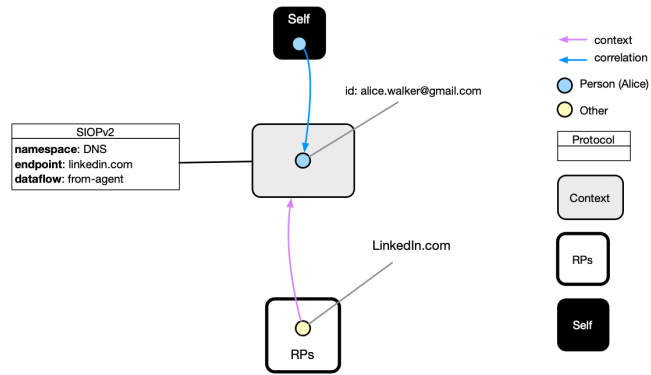 Self
id: alice.walker@gmail.com
SIOPv2
namespace: DNS
endpoint: linkedin.com
dataflow: from-agent
LinkedIn.com
RPs
context
correlation
Person (Alice)
Other
Protocol
Context
RPs
Self